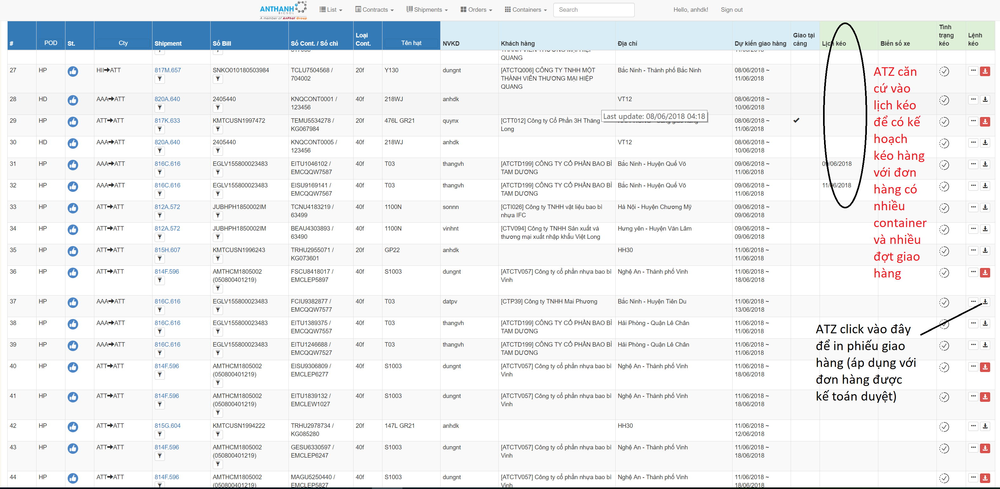 ANTHANH
BICSOL
A member of AnPhat Group
List
Contracts
Shipments
Orders
Containers
Search
Hello, anhdk!
Sign out
# POD St. Cty Shipment Số Bill Số Cont. / Số chì Loại Cont. Tên hạt NVKD Khách hàng Địa chỉ Dự kiến giao hàng Giao tại cảng Lịch kéo Biển số xe Tình trạng kéo Lệnh kéo
QUANG
27 HP HII➔ATT 817M.657 SNKO010180503984 TCLU7504568 / 704002 20f Y130 dungnt [ATCTQ006] CÔNG TY TNHH MỘT THÀNH VIÊN THƯƠNG MẠI HIỆP QUANG Bắc Ninh - Thành phố Bắc Ninh 08/06/2018 ~ 11/06/2018
28 HD AAA➔ATT 820A.640 2405440 KNQCONT0001 / 123456 40f 218WJ anhdk VT12 08/06/2018 ~ 10/06/2018
Last update: 08/06/2018 04:18
29 HP ATT➔ATT 817K.633 KMTCUSN1997472 TEMU5534278 / KG067984 20f 476L GR21 quynx [CTT012] Công ty Cổ Phần 3H Thăng Long 08/06/2018 ~ 11/06/2018
30 HD AAA➔ATT 820A.640 2405440 KNQCONT0005 / 123456 40f 218WJ anhdk VT12 08/06/2018 ~ 10/06/2018
31 HP AAA➔ATT 816C.616 EGLV155800023483 EITU1046102 / EMCQQW7587 40f T03 thangvh [ATCTD199] CÔNG TY CỔ PHẦN BAO BÌ TAM DƯƠNG Bắc Ninh - Huyện Quế Võ 09/06/2018 ~ 11/06/2018 09/06/2018
32 HP AAA➔ATT 816C.616 EGLV155800023483 EISU9169141 / EMCQQW7567 40f T03 thangvh [ATCTD199] CÔNG TY CỔ PHẦN BAO BÌ TAM DƯƠNG Bắc Ninh - Huyện Quế Võ 09/06/2018 ~ 11/06/2018 11/06/2018
33 HP ATT➔ATT 812A.572 JUBHPH1850002IM TCNU4183219 / 63499 40f 1100N sonnn [CTI026] Công ty TNHH vật liệu bao bì nhựa IFC Hà Nội - Huyện Chương Mỹ 09/06/2018 ~ 09/06/2018
34 HP ATT➔ATT 812A.572 JUBHPH1850002IM BEAU4303893 / 63490 40f 1100N vinhnt [CTV094] Công ty TNHH Sản xuất và thương mại xuất nhập khẩu Việt Long Hưng yên - Huyện Văn Lâm 09/06/2018 ~ 09/06/2018
35 HP ATT➔ATT 815H.607 KMTCUSN1996243 TRHU2955071 / KG073601 20f GP22 anhdk HH30 11/06/2018 ~ 11/06/2018
36 HP ATT➔ATT 814F.596 AMTHCM1805002 (050800401219) FSCU8418017 / EMCLEP5897 40f S1003 dungnt [ATCTV057] Công ty cổ phần nhựa bao bì Vinh Nghệ An - Thành phố Vinh 11/06/2018 ~ 18/06/2018
37 HP AAA➔ATT 816C.616 EGLV155800023483 FCIU9382877 / EMCQQW7577 40f T03 datpv [CTP39] Công ty TNHH Mai Phương Bắc Ninh - Huyện Tiên Du 11/06/2018 ~ 13/06/2018
38 HP AAA➔ATT 816C.616 EGLV155800023483 EITU1389375 / EMCQQW7557 40f T03 thangvh [ATCTD199] CÔNG TY CỔ PHẦN BAO BÌ TAM DƯƠNG Hải Phòng - Quận Lê Chân 11/06/2018 ~ 11/06/2018
39 HP AAA➔ATT 816C.616 EGLV155800023483 EITU1246688 / EMCQQW7527 40f T03 thangvh [ATCTD199] CÔNG TY CỔ PHẦN BAO BÌ TAM DƯƠNG Hải Phòng - Quận Lê Chân 11/06/2018 ~ 11/06/2018
40 HP ATT➔ATT 814F.596 AMTHCM1805002 (050800401219) EISU9306809 / EMCLEP6277 40f S1003 dungnt [ATCTV057] Công ty cổ phần nhựa bao bì Vinh Nghệ An - Thành phố Vinh 11/06/2018 ~ 18/06/2018
41 HP ATT➔ATT 814F.596 AMTHCM1805002 (050800401219) EITU1839132 / EMCLEW1027 40f S1003 dungnt [ATCTV057] Công ty cổ phần nhựa bao bì Vinh Nghệ An - Thành phố Vinh 11/06/2018 ~ 18/06/2018
42 HP ATT➔ATT 815G.604 KMTCUSN1994222 TRHU2978734 / KG085280 20f 147L GR21 anhdk HH30 11/06/2018 ~ 12/06/2018
43 HP ATT➔ATT 814F.596 AMTHCM1805002 (050800401219) GESU6330597 / EMCLEP6247 40f S1003 dungnt [ATCTV057] Công ty cổ phần nhựa bao bì Vinh Nghệ An - Thành phố Vinh 11/06/2018 ~ 18/06/2018
44 HP ATT➔ATT 814F.596 AMTHCM1805002 (050800401219) MAGU5250440 / EMCLEP5827 40f S1003 dungnt [ATCTV057] Công ty cổ phần nhựa bao bì Vinh Nghệ An - Thành phố Vinh 11/06/2018 ~ 18/06/2018
ATZ căn
cứ vào
lịch kéo
để có kế
hoạch
kéo hàng
với đơn
hàng có
nhiều
container
và nhiều
đợt giao
hàng
ATZ click vào đây
để in phiếu giao
hàng (áp dụng với
đơn hàng được
kế toán duyệt)